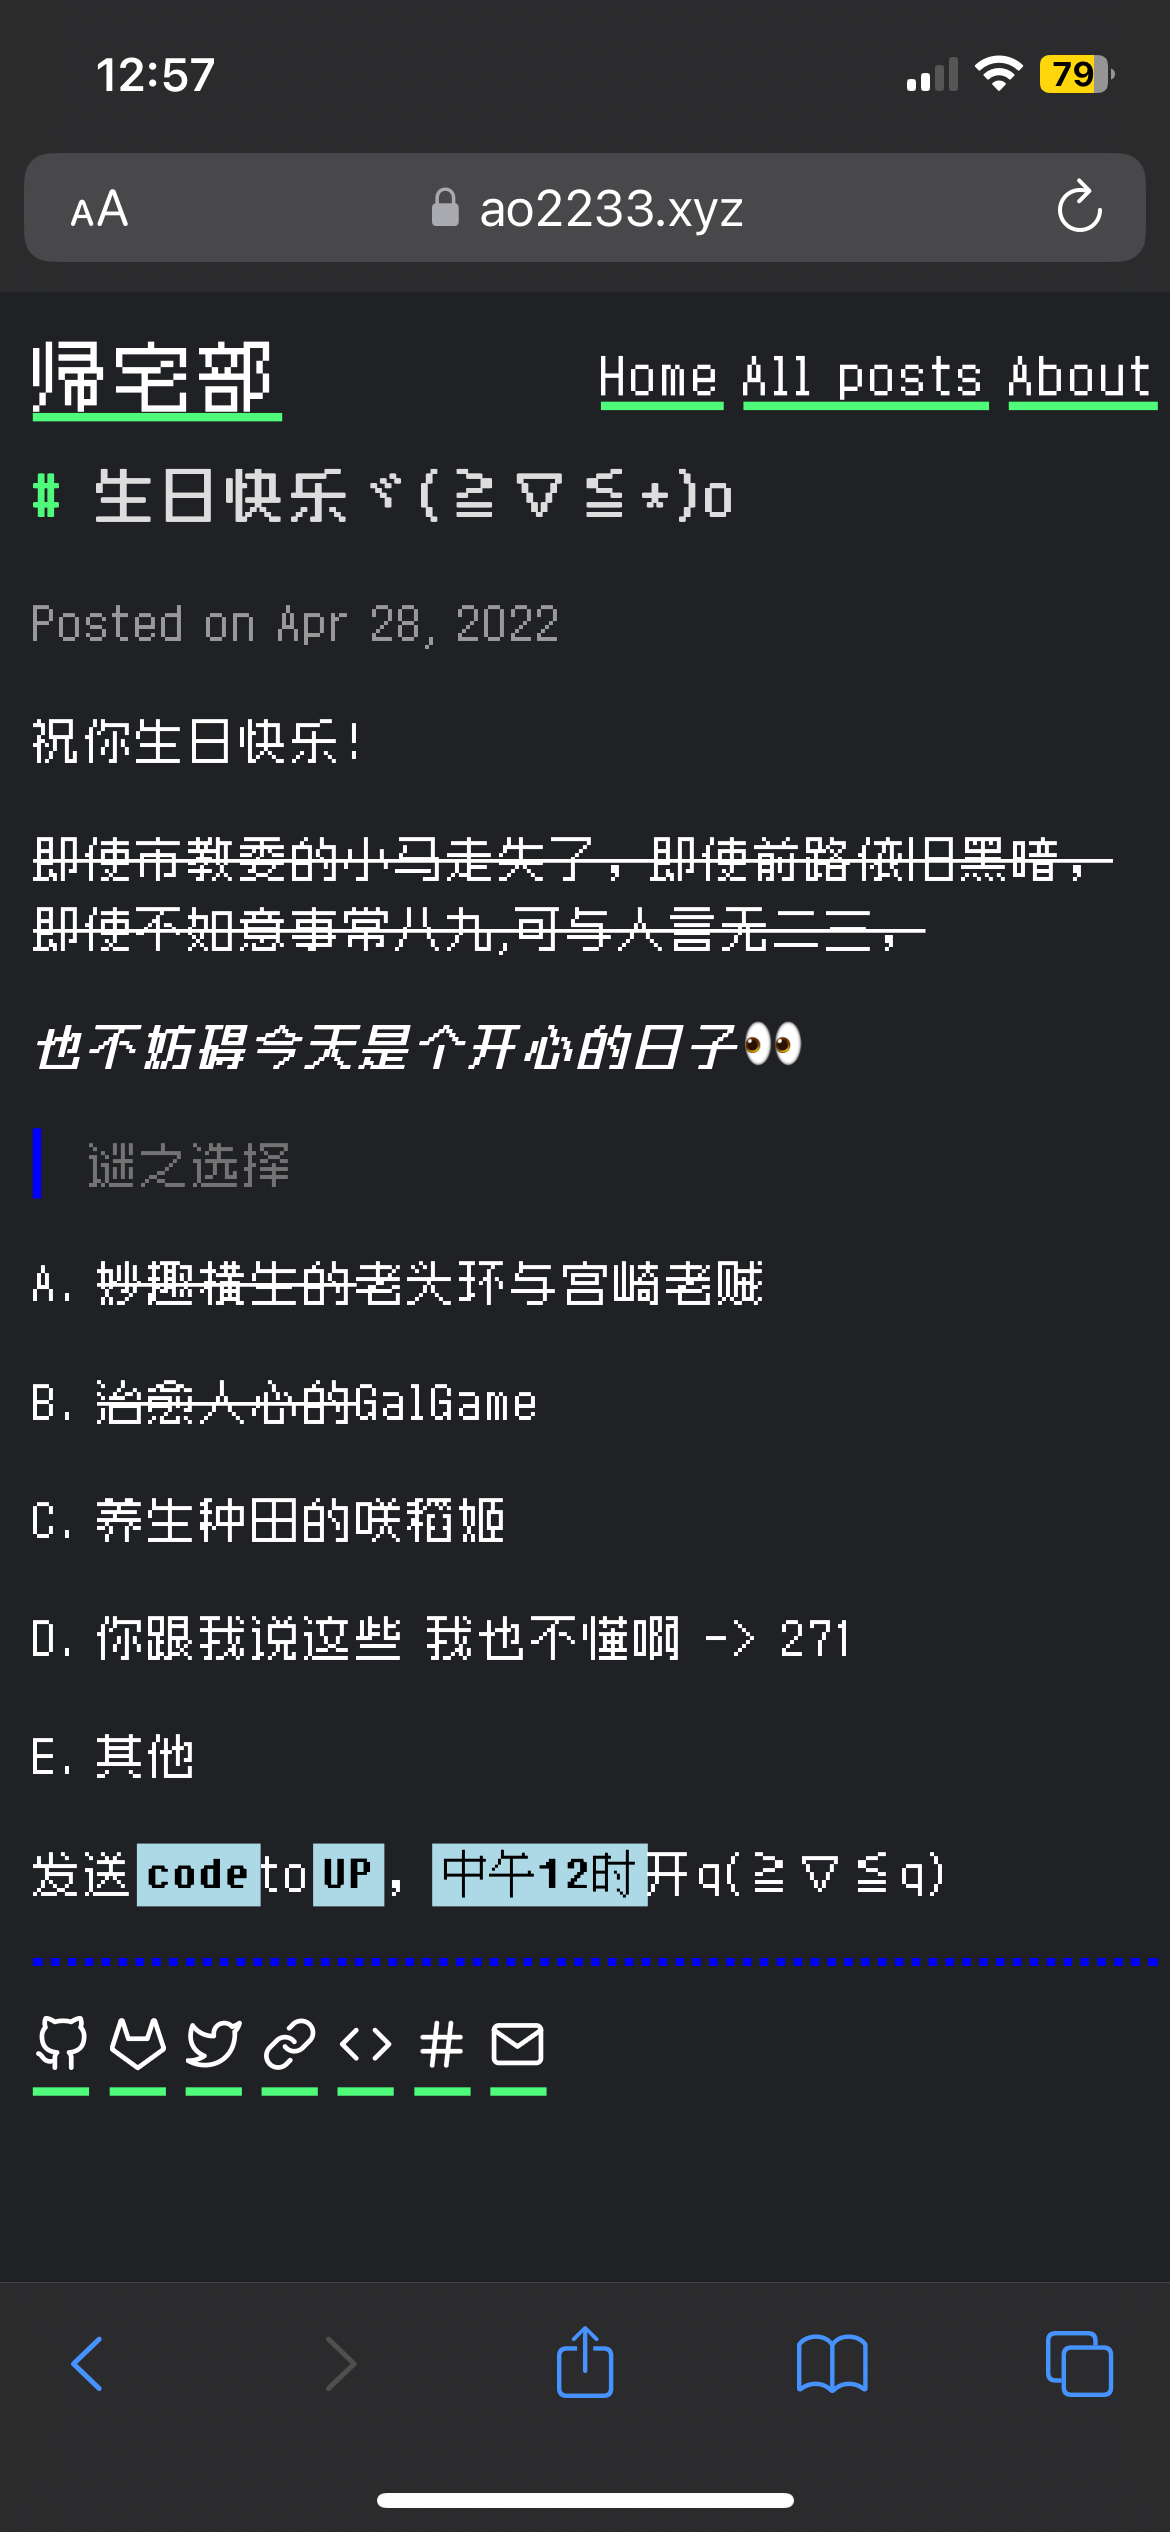 12:57
79
AA ao2233.xyz
帰宅部 Home All posts About
# 生日快乐ヾ(≧▽≦*)o
Posted on Apr 28, 2022
祝你生日快乐!
即使市教委的小马走失了，即使前路依旧黑暗，
即使不如意事常八九,可与人言无二三，
也不妨碍今天是个开心的日子👀
谜之选择
A. 妙趣横生的老头环与宫崎老贼
B. 治愈人心的GalGame
C. 养生种田的咲稻姬
D. 你跟我说这些 我也不懂啊 -> 271
E. 其他
发送 code to UP ，中午12时 开q(≧▽≦q)